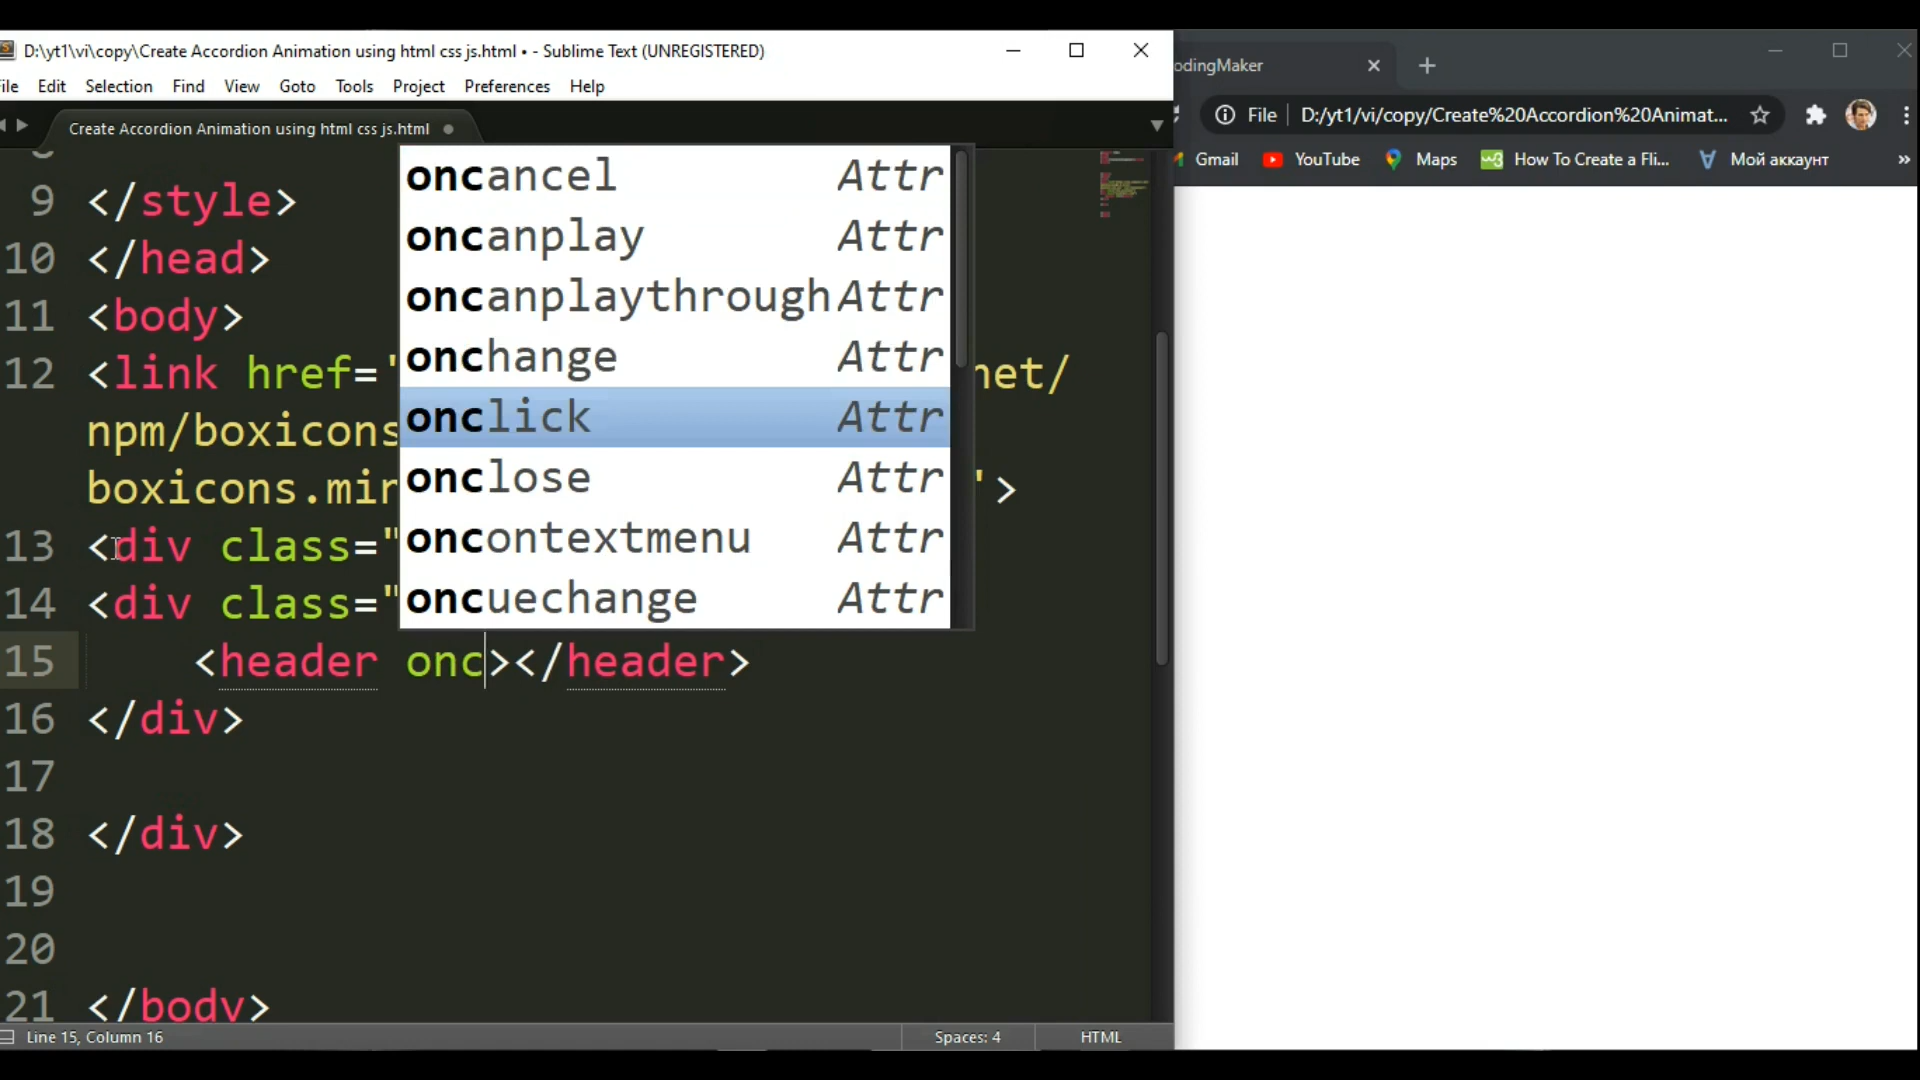 D:\yt1\vi\copy\Create Accordion Animation using html css js.html • - Sublime Text (UNREGISTERED)
Edit Selection Find View Goto Tools Project Preferences Help
Create Accordion Animation using html css js.html
File D:/yt1/vi/copy/Create%20Accordion%20Animat...
Gmail YouTube Maps How To Create a Fli... Мой аккаунт »
9 </style>
10 </head>
11 <body>
12 <link href=' net/
npm/boxicons
boxicons.min '>
13 <div class="
14 <div class="
15 <header onc></header>
16 </div>
17
18 </div>
19
20
21 </body>
oncancel Attr
oncanplay Attr
oncanplaythrough Attr
onchange Attr
onclick Attr
onclose Attr
oncontextmenu Attr
oncuechange Attr
Line 15, Column 16 Spaces: 4 HTML